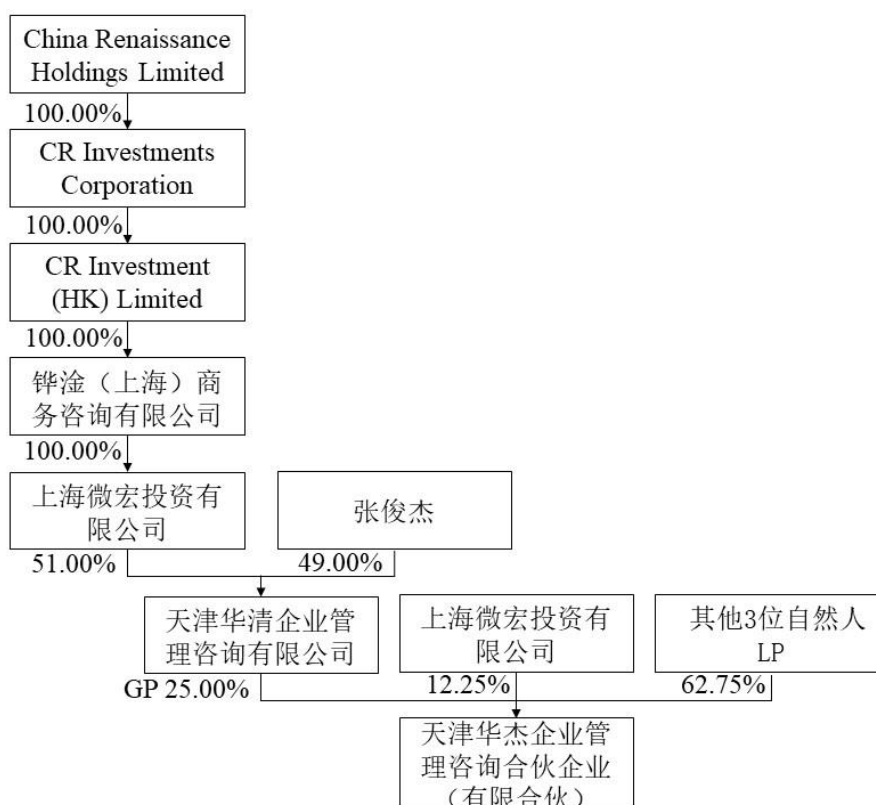 China Renaissance
Holdings Limited
100.00%
CR Investments
Corporation
100.00%
CR Investment
(HK) Limited
100.00%
铧淦（上海）商
务咨询有限公司
100.00%
上海微宏投资有
限公司
张俊杰
51.00%
49.00%
天津华清企业管
理咨询有限公司
上海微宏投资有
限公司
其他3位自然人
LP
GP 25.00%
12.25%
62.75%
天津华杰企业管
理咨询合伙企业
（有限合伙）